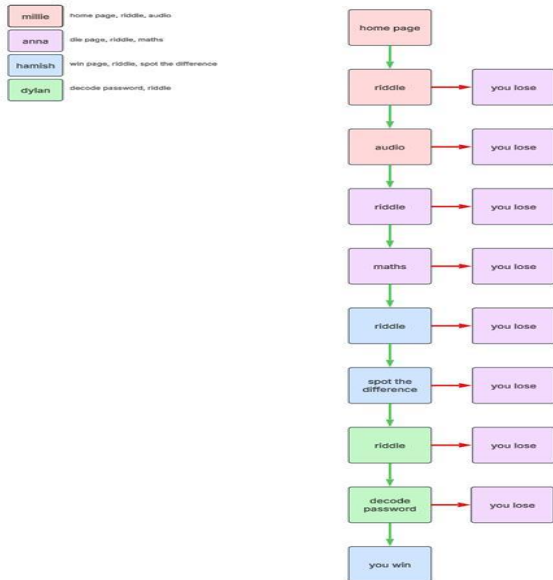 millie home page, riddle, audio
anna die page, riddle, maths
hamish win page, riddle, spot the difference
dylan decode password, riddle
home page
riddle you lose
audio you lose
riddle you lose
maths you lose
riddle you lose
spot the
difference
you lose
riddle you lose
decode
password
you lose
you win